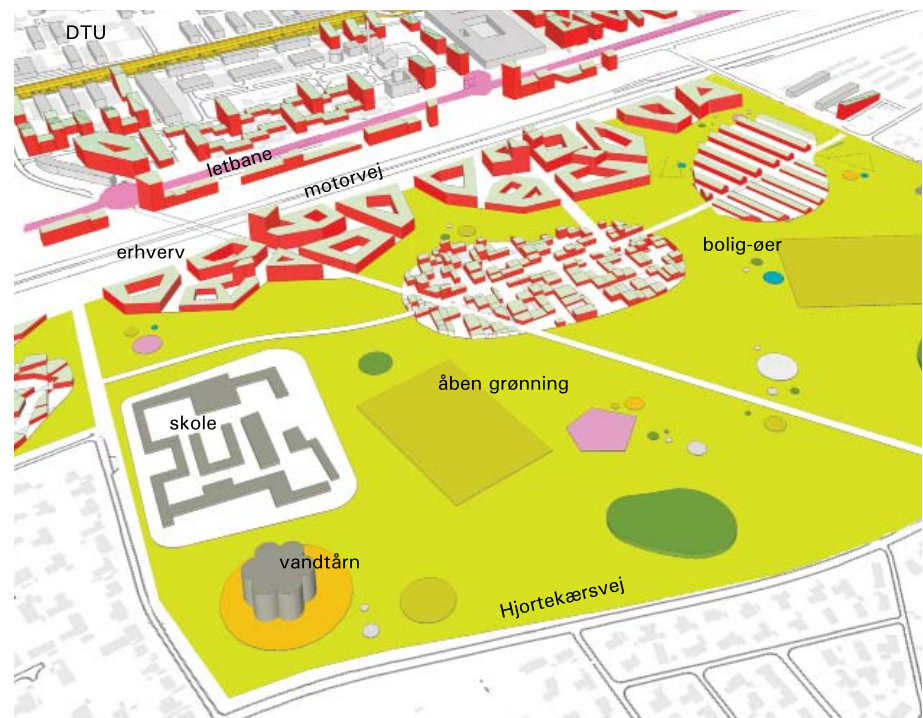 DTU
letbane
motorvej
erhverv
bolig-øer
åben grønning
skole
vandtårn
Hjortekærsvej